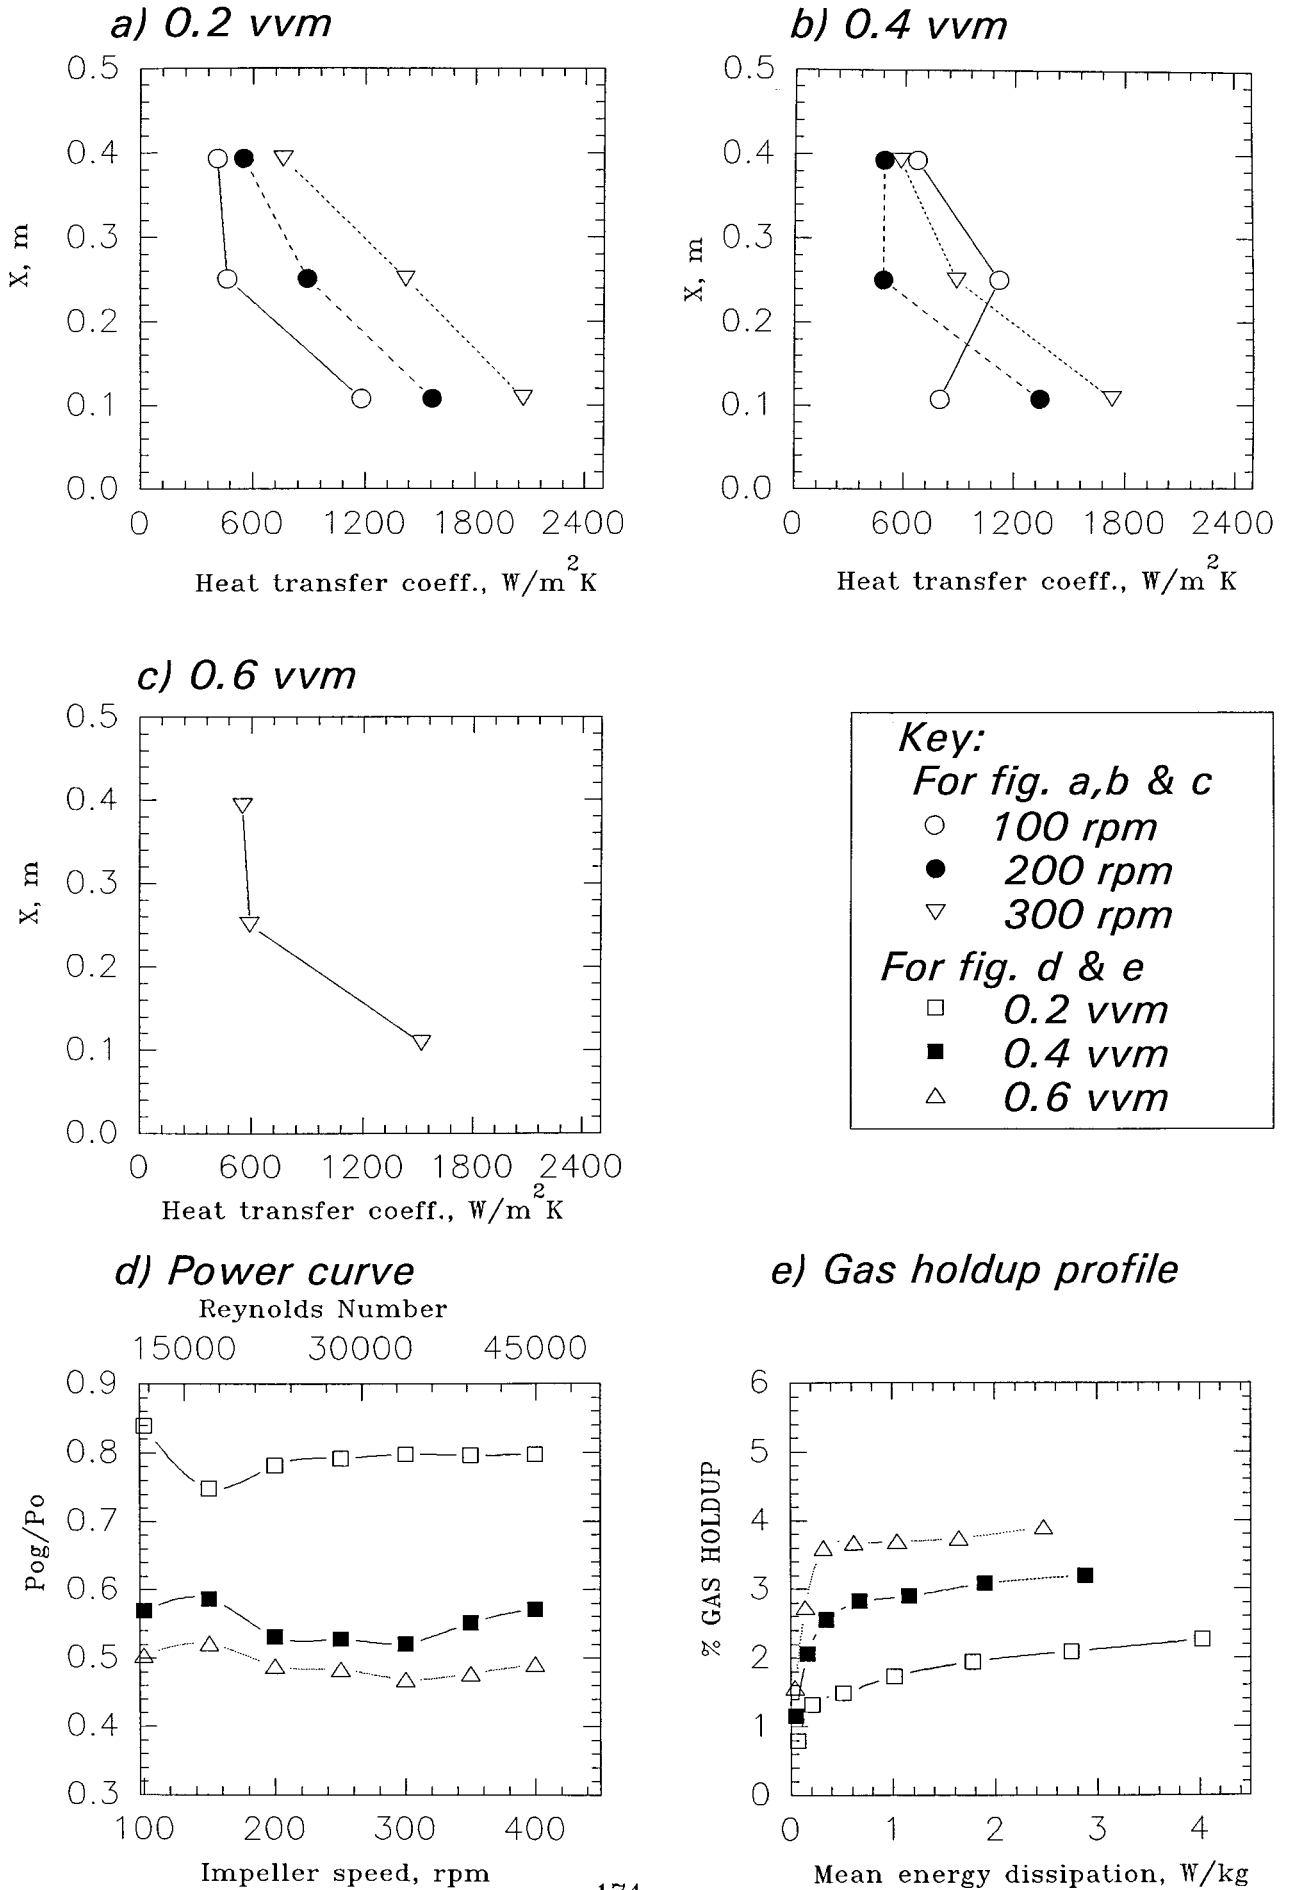 a) 0.2 vvm
0.5
0.4
0.3
0.2
0.1
0.0
X, m
0 600 1200 1800 2400
Heat transfer coeff., W/m²K
b) 0.4 vvm
0.5
0.4
0.3
0.2
0.1
0.0
X, m
0 600 1200 1800 2400
Heat transfer coeff., W/m²K
c) 0.6 vvm
0.5
0.4
0.3
0.2
0.1
0.0
X, m
0 600 1200 1800 2400
Heat transfer coeff., W/m²K
Key:
For fig. a,b & c
100 rpm
200 rpm
300 rpm
For fig. d & e
0.2 vvm
0.4 vvm
0.6 vvm
d) Power curve
Reynolds Number
15000 30000 45000
0.9
0.8
0.7
0.6
0.5
0.4
0.3
Pog/Po
100 200 300 400
Impeller speed, rpm
e) Gas holdup profile
6
5
4
3
2
1
0
% GAS HOLDUP
0 1 2 3 4
Mean energy dissipation, W/kg